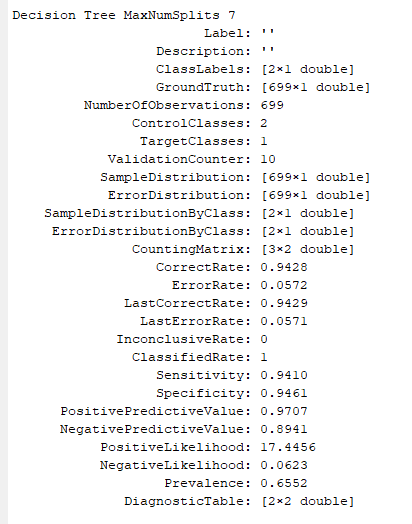 Decision Tree MaxNumSplits 7
Label: ''
Description: ''
ClassLabels: [2×1 double]
GroundTruth: [699×1 double]
NumberOfObservations: 699
ControlClasses: 2
TargetClasses: 1
ValidationCounter: 10
SampleDistribution: [699×1 double]
ErrorDistribution: [699×1 double]
SampleDistributionByClass: [2×1 double]
ErrorDistributionByClass: [2×1 double]
CountingMatrix: [3×2 double]
CorrectRate: 0.9428
ErrorRate: 0.0572
LastCorrectRate: 0.9429
LastErrorRate: 0.0571
InconclusiveRate: 0
ClassifiedRate: 1
Sensitivity: 0.9410
Specificity: 0.9461
PositivePredictiveValue: 0.9707
NegativePredictiveValue: 0.8941
PositiveLikelihood: 17.4456
NegativeLikelihood: 0.0623
Prevalence: 0.6552
DiagnosticTable: [2×2 double]